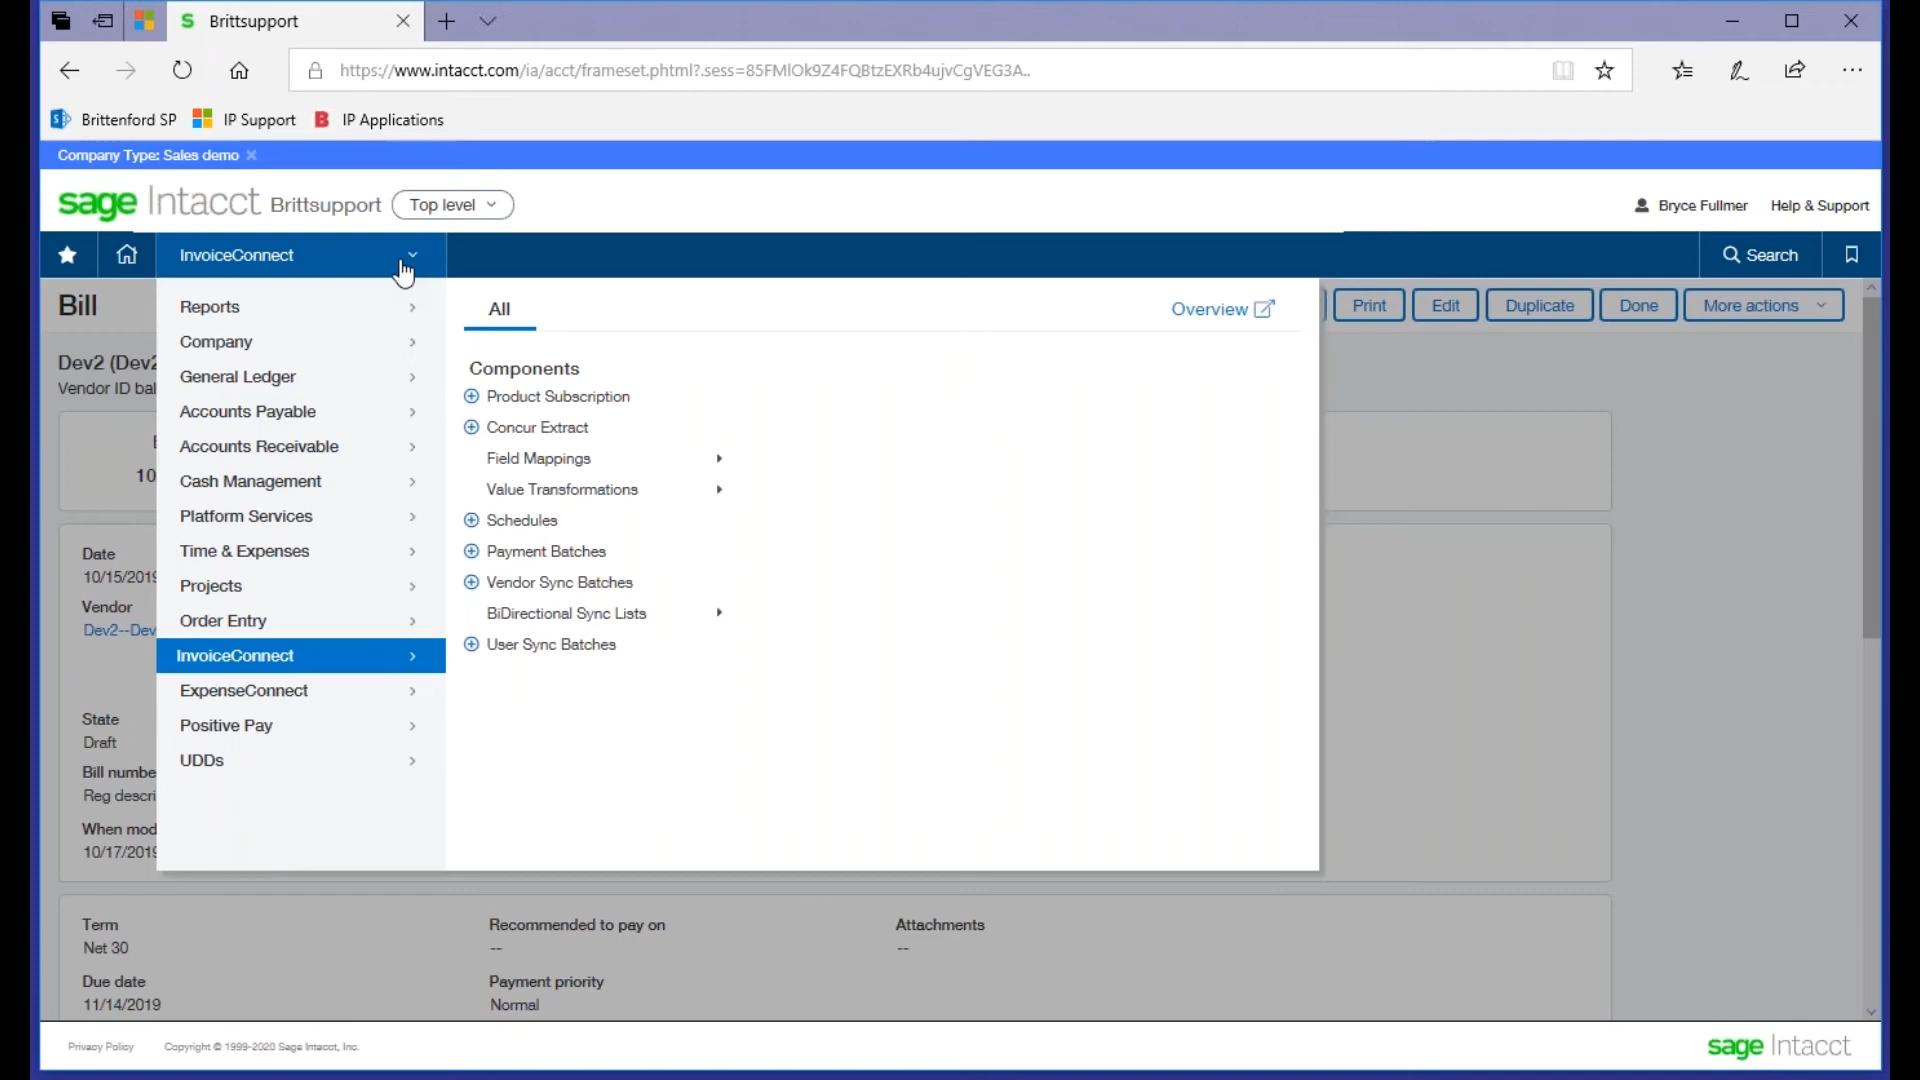 Brittsupport
https://www.intacct.com/ia/acct/frameset.phtml?.sess=85FMlOk9Z4FQBtzEXRb4ujvCgVEG3A..
Brittenford SP
IP Support
IP Applications
Company Type: Sales demo
sage Intacct Brittsupport
Top level
Bryce Fullmer
Help & Support
InvoiceConnect
Search
Bill
Print
Edit
Duplicate
Done
More actions
Dev2 (Dev2
Vendor ID bal
10
Date
10/15/2019
Vendor
Dev2--Dev
State
Draft
Bill numbe
Reg descri
When mod
10/17/2019
Reports
Company
General Ledger
Accounts Payable
Accounts Receivable
Cash Management
Platform Services
Time & Expenses
Projects
Order Entry
InvoiceConnect
ExpenseConnect
Positive Pay
UDDs
All
Overview
Components
Product Subscription
Concur Extract
Field Mappings
Value Transformations
Schedules
Payment Batches
Vendor Sync Batches
BiDirectional Sync Lists
User Sync Batches
Term
Net 30
Due date
11/14/2019
Recommended to pay on
--
Payment priority
Normal
Attachments
--
Privacy Policy
Copyright © 1999-2020 Sage Intacct, Inc.
sage Intacct